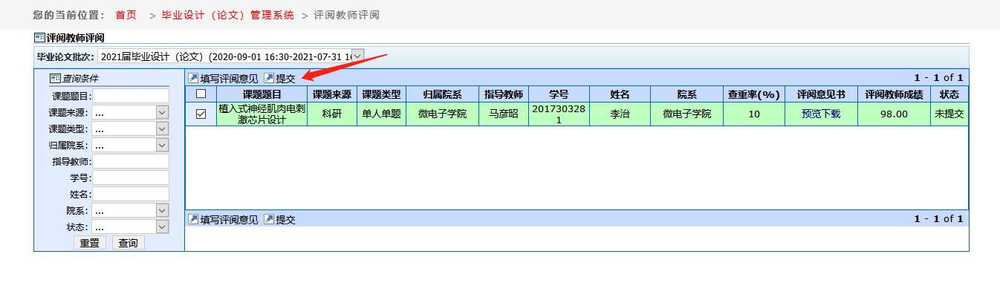 您的当前位置： 首页 > 毕业设计（论文）管理系统 > 评阅教师评阅
评阅教师评阅
毕业论文批次: 2021届毕业设计（论文）(2020-09-01 16:30-2021-07-31 1
查询条件
课题题目:
课题来源: ...
课题类型: ...
归属院系: ...
指导教师:
学号:
姓名:
院系: ...
状态: ...
重置 查询
填写评阅意见 提交 1 - 1 of 1
课题题目 课题来源 课题类型 归属院系 指导教师 学号 姓名 院系 查重率(%) 评阅意见书 评阅教师成绩 状态
植入式神经肌肉电刺 科研 单人单题 微电子学院 马彦昭 201730328 李治 微电子学院 10 预览下载 98.00 未提交
激芯片设计 1
填写评阅意见 提交 1 - 1 of 1